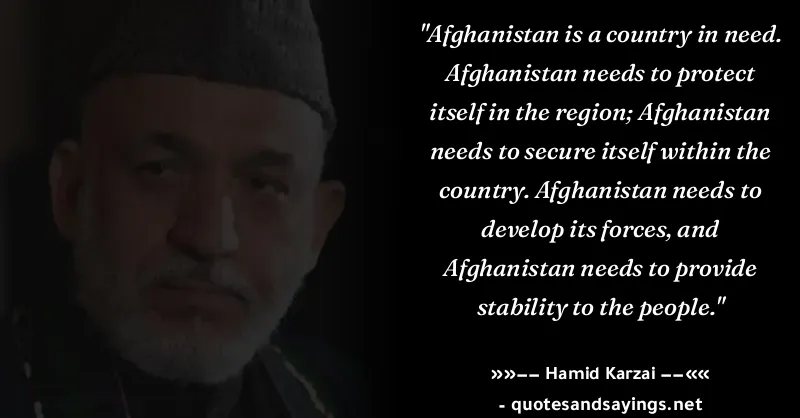 "Afghanistan is a country in need.
Afghanistan needs to protect
itself in the region; Afghanistan
needs to secure itself within the
country. Afghanistan needs to
develop its forces, and
Afghanistan needs to provide
stability to the people."
»»−− Hamid Karzai −−««
- quotesandsayings.net